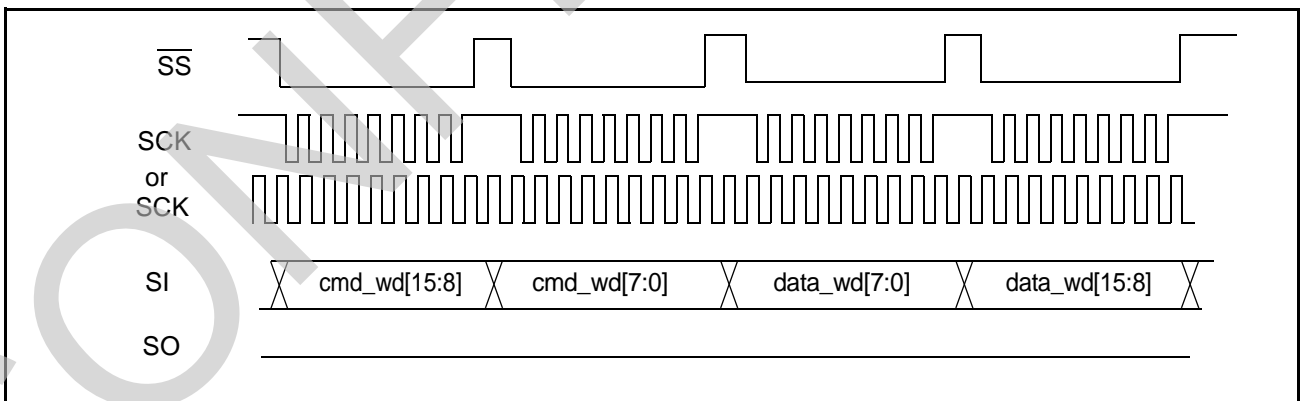 SS
SCK
or
SCK
SI cmd_wd[15:8] cmd_wd[7:0] data_wd[7:0] data_wd[15:8]
SO